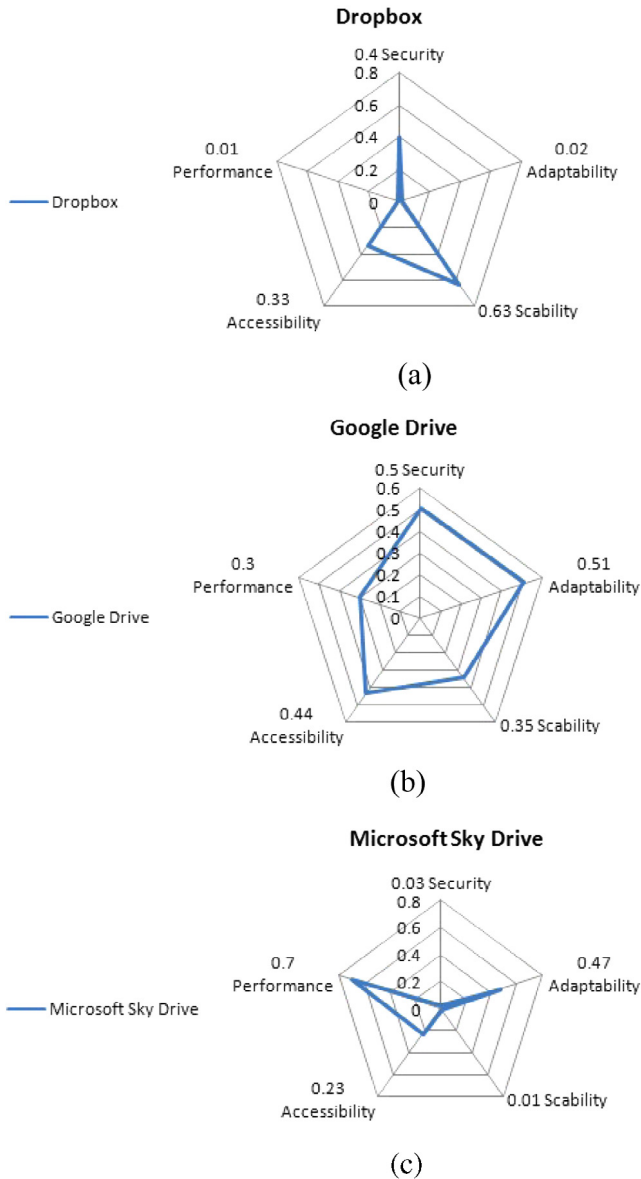 Dropbox
0.4 Security
0.8
0.6
0.4
0.2
0
0.01
Performance
0.02
Adaptability
Dropbox
0.33
Accessibility
0.63 Scability
(a)
Google Drive
0.5 Security
0.6
0.5
0.4
0.3
0.2
0.1
0
0.3
Performance
0.51
Adaptability
Google Drive
0.44
Accessibility
0.35 Scability
(b)
Microsoft Sky Drive
0.03 Security
0.8
0.6
0.4
0.2
0
0.7
Performance
0.47
Adaptability
Microsoft Sky Drive
0.23
Accessibility
0.01 Scability
(c)